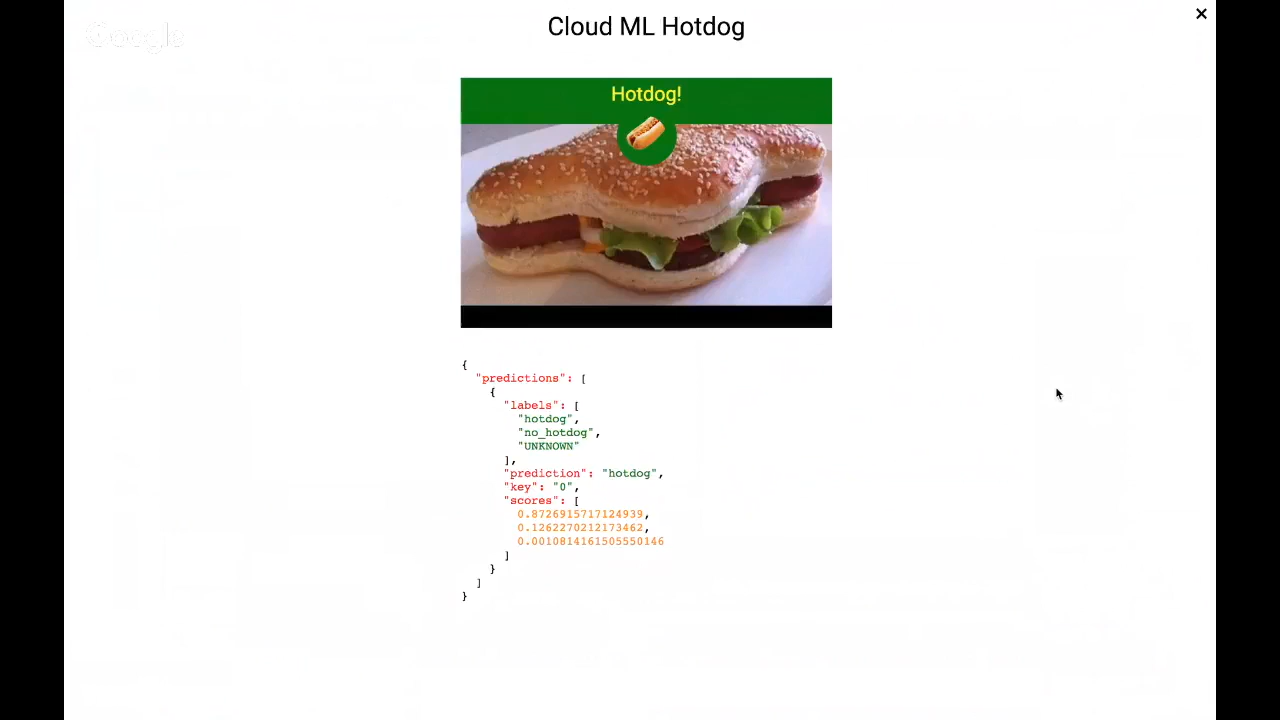 Google
Cloud ML Hotdog
Hotdog!
{
"predictions": [
{
"labels": [
"hotdog",
"no_hotdog",
"UNKNOWN"
],
"prediction": "hotdog",
"key": "0",
"scores": [
0.8726915717124939,
0.1262270212173462,
0.0010814161505550146
]
}
]
}